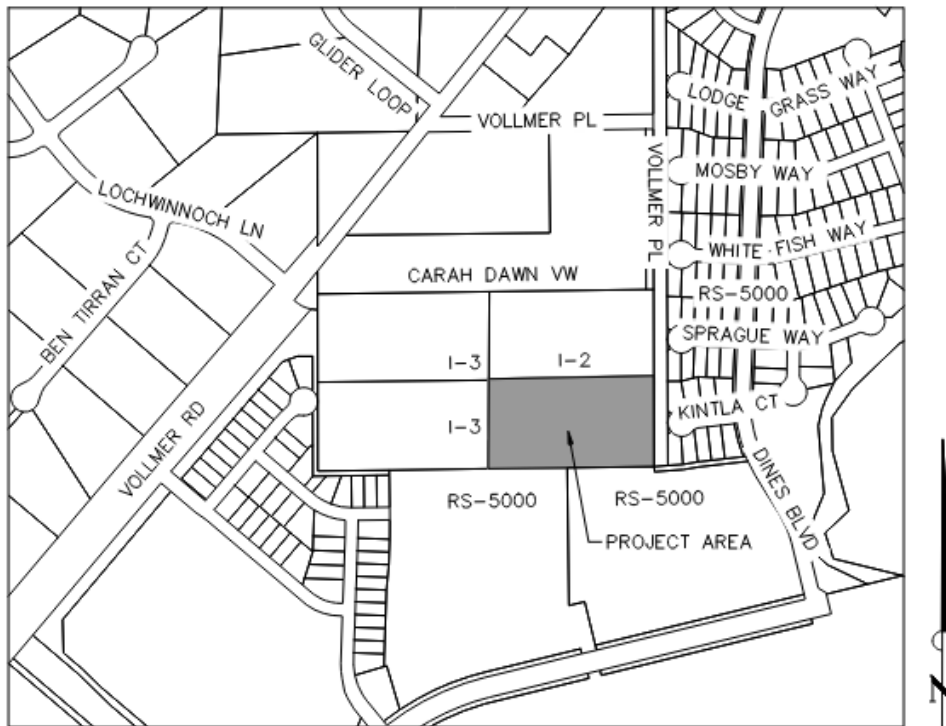 GLIDER LOOP
LODGE GRASS WAY
VOLLMER PL
MOSBY WAY
VOLLMER PL
LOCHWINNOCH LN
WHITE-FISH WAY
BEN TIRRAN CT
CARAH DAWN VW
RS-5000
SPRAGUE WAY
I-3
I-2
KINTLA CT
I-3
VOLLMER RD
DINES BLVD
RS-5000
RS-5000
PROJECT AREA
N